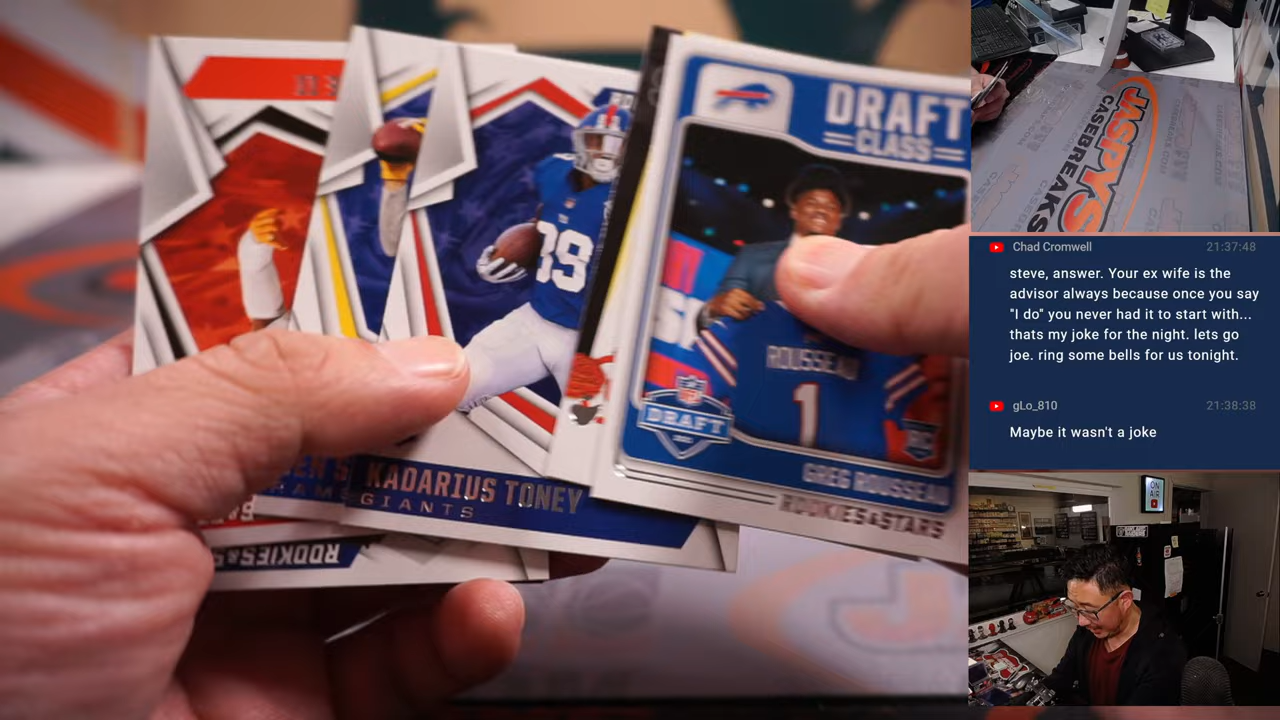 DRAFT
CLASS
ROUSSEAU
1
DRAFT
GREG ROUSSEAU
ROOKIES & STARS
89
KADARIUS TONEY
GIANTS
ROOKIES&
JASPYS
CASEBREAKS
Chad Cromwell
21:37:48
steve, answer. Your ex wife is the
advisor always because once you say
"I do" you never had it to start with...
thats my joke for the night. lets go
joe. ring some bells for us tonight.
gLo_810
21:38:38
Maybe it wasn't a joke
ON
AIR